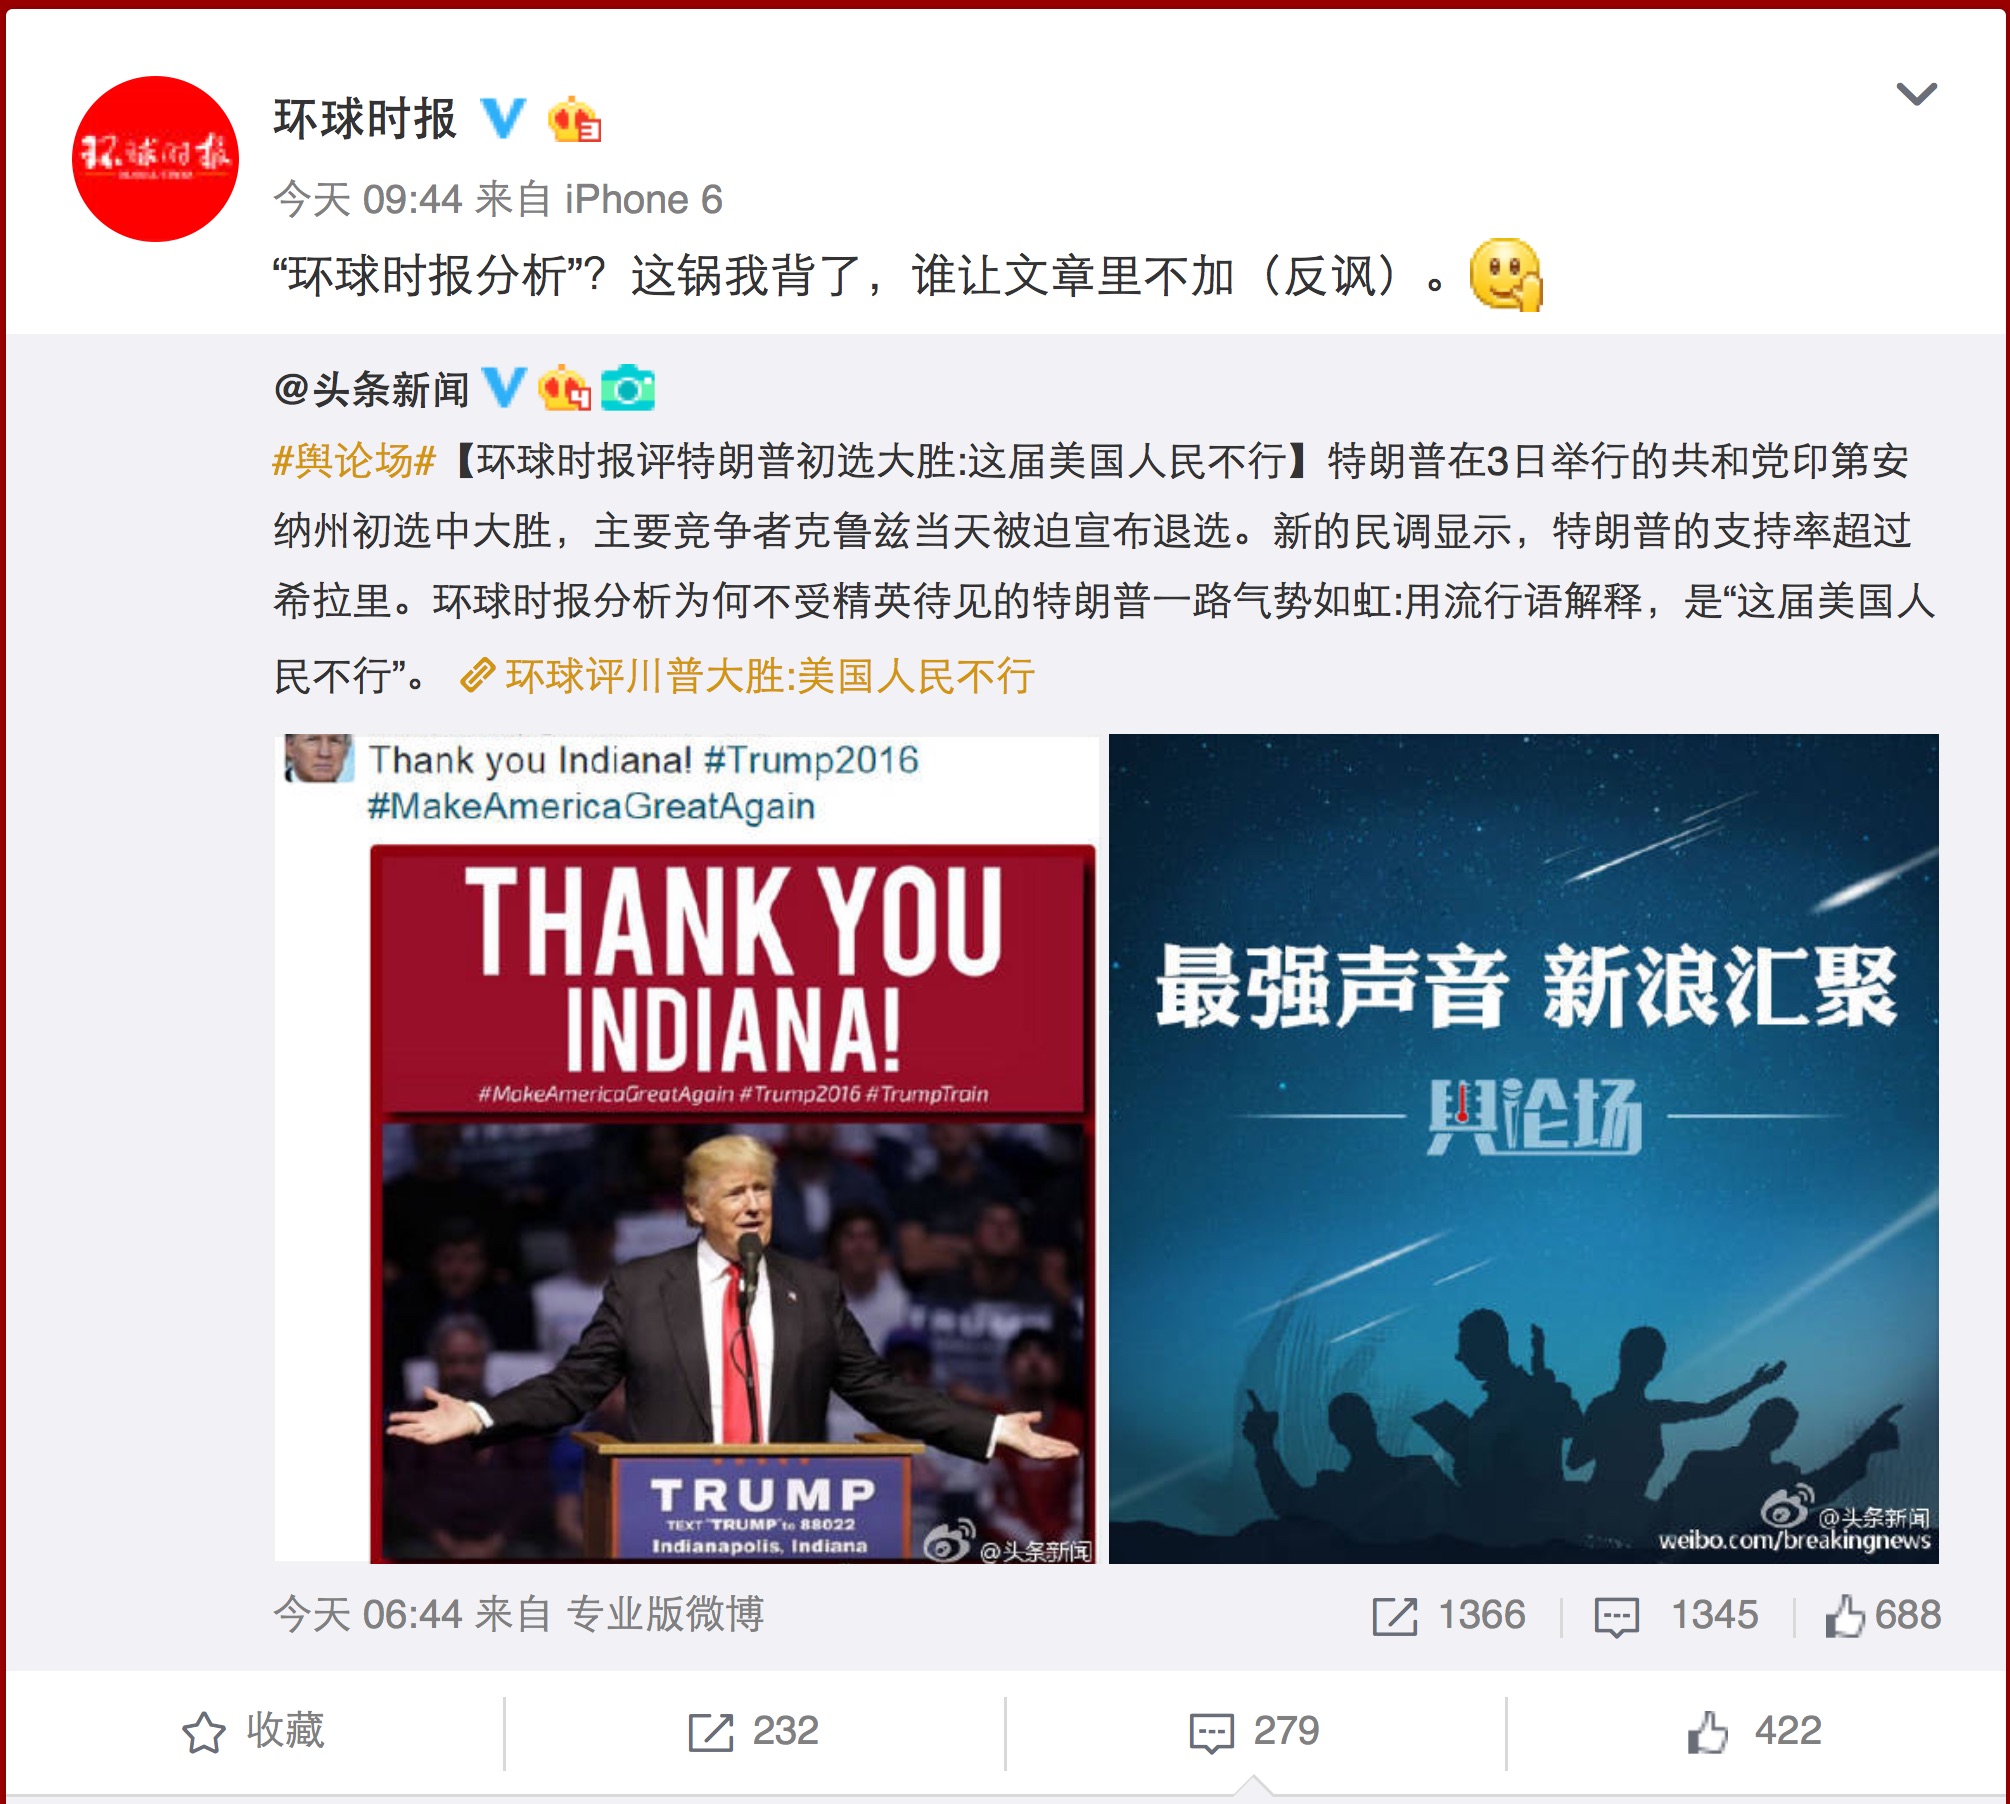 环球时报
环球时报
今天 09:44 来自 iPhone 6
“环球时报分析”？这锅我背了，谁让文章里不加（反讽）。
@头条新闻
#舆论场#【环球时报评特朗普初选大胜:这届美国人民不行】特朗普在3日举行的共和党印第安
纳州初选中大胜，主要竞争者克鲁兹当天被迫宣布退选。新的民调显示，特朗普的支持率超过
希拉里。环球时报分析为何不受精英待见的特朗普一路气势如虹:用流行语解释，是“这届美国人
民不行”。 环球评川普大胜:美国人民不行
Thank you Indiana! #Trump2016
#MakeAmericaGreatAgain
THANK YOU
INDIANA!
#MakeAmericaGreatAgain #Trump2016 #TrumpTrain
TRUMP
TEXT "TRUMP" to 88022
Indianapolis, Indiana
@头条新闻
最强声音 新浪汇聚
舆论场
@头条新闻
weibo.com/breakingnews
今天 06:44 来自 专业版微博
1366
1345
688
收藏
232
279
422